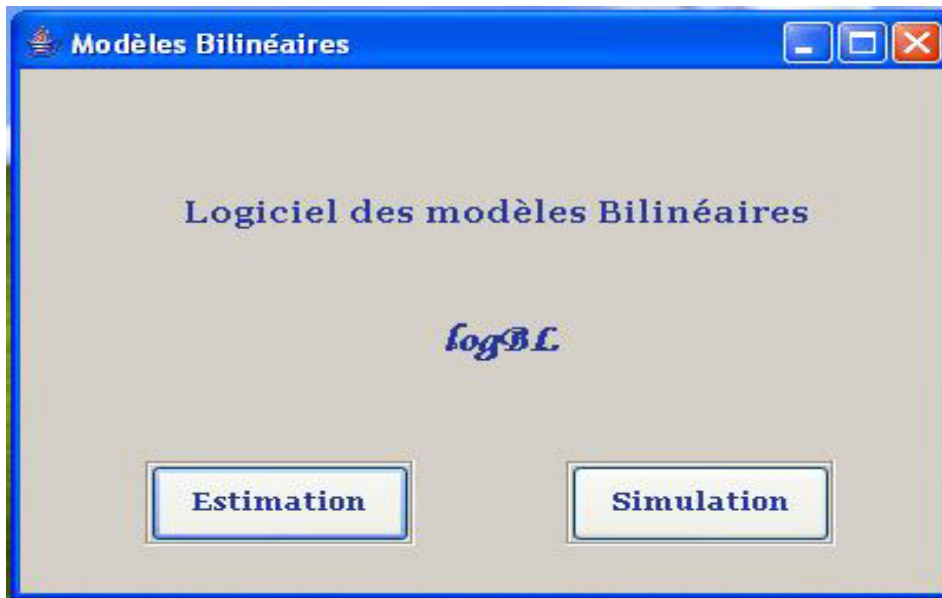 Modèles Bilinéaires
Logiciel des modèles Bilinéaires
logBL
Estimation
Simulation